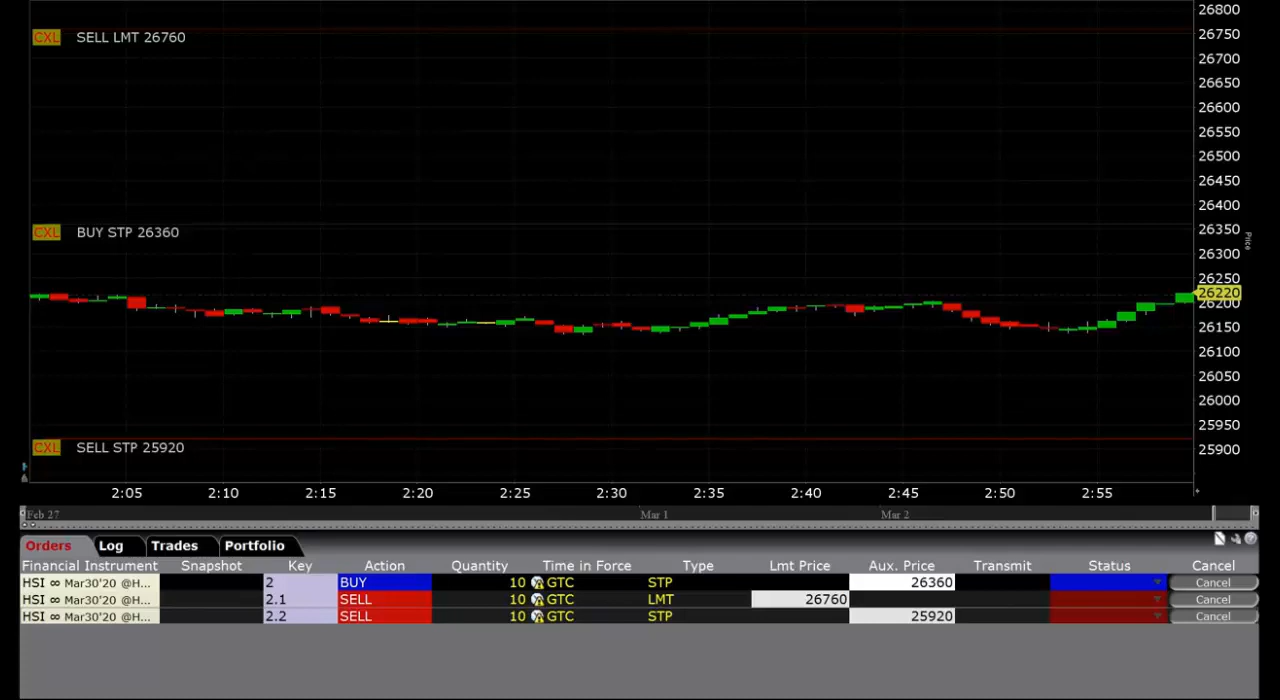 26800
CXL SELL LMT 26760
26750
26700
26650
26600
26550
26500
26450
26400
CXL BUY STP 26360
26350
Price
26300
26250
26220
26200
26150
26100
26050
26000
25950
CXL SELL STP 25920
25900
2:05 2:10 2:15 2:20 2:25 2:30 2:35 2:40 2:45 2:50 2:55
Feb 27 Mar 1 Mar 2
Orders Log Trades Portfolio
Financial Instrument Snapshot Key Action Quantity Time in Force Type Lmt Price Aux. Price Transmit Status Cancel
HSI ∞ Mar30'20 @H... 2 BUY 10 GTC STP 26360 Cancel
HSI ∞ Mar30'20 @H... 2.1 SELL 10 GTC LMT 26760 Cancel
HSI ∞ Mar30'20 @H... 2.2 SELL 10 GTC STP 25920 Cancel